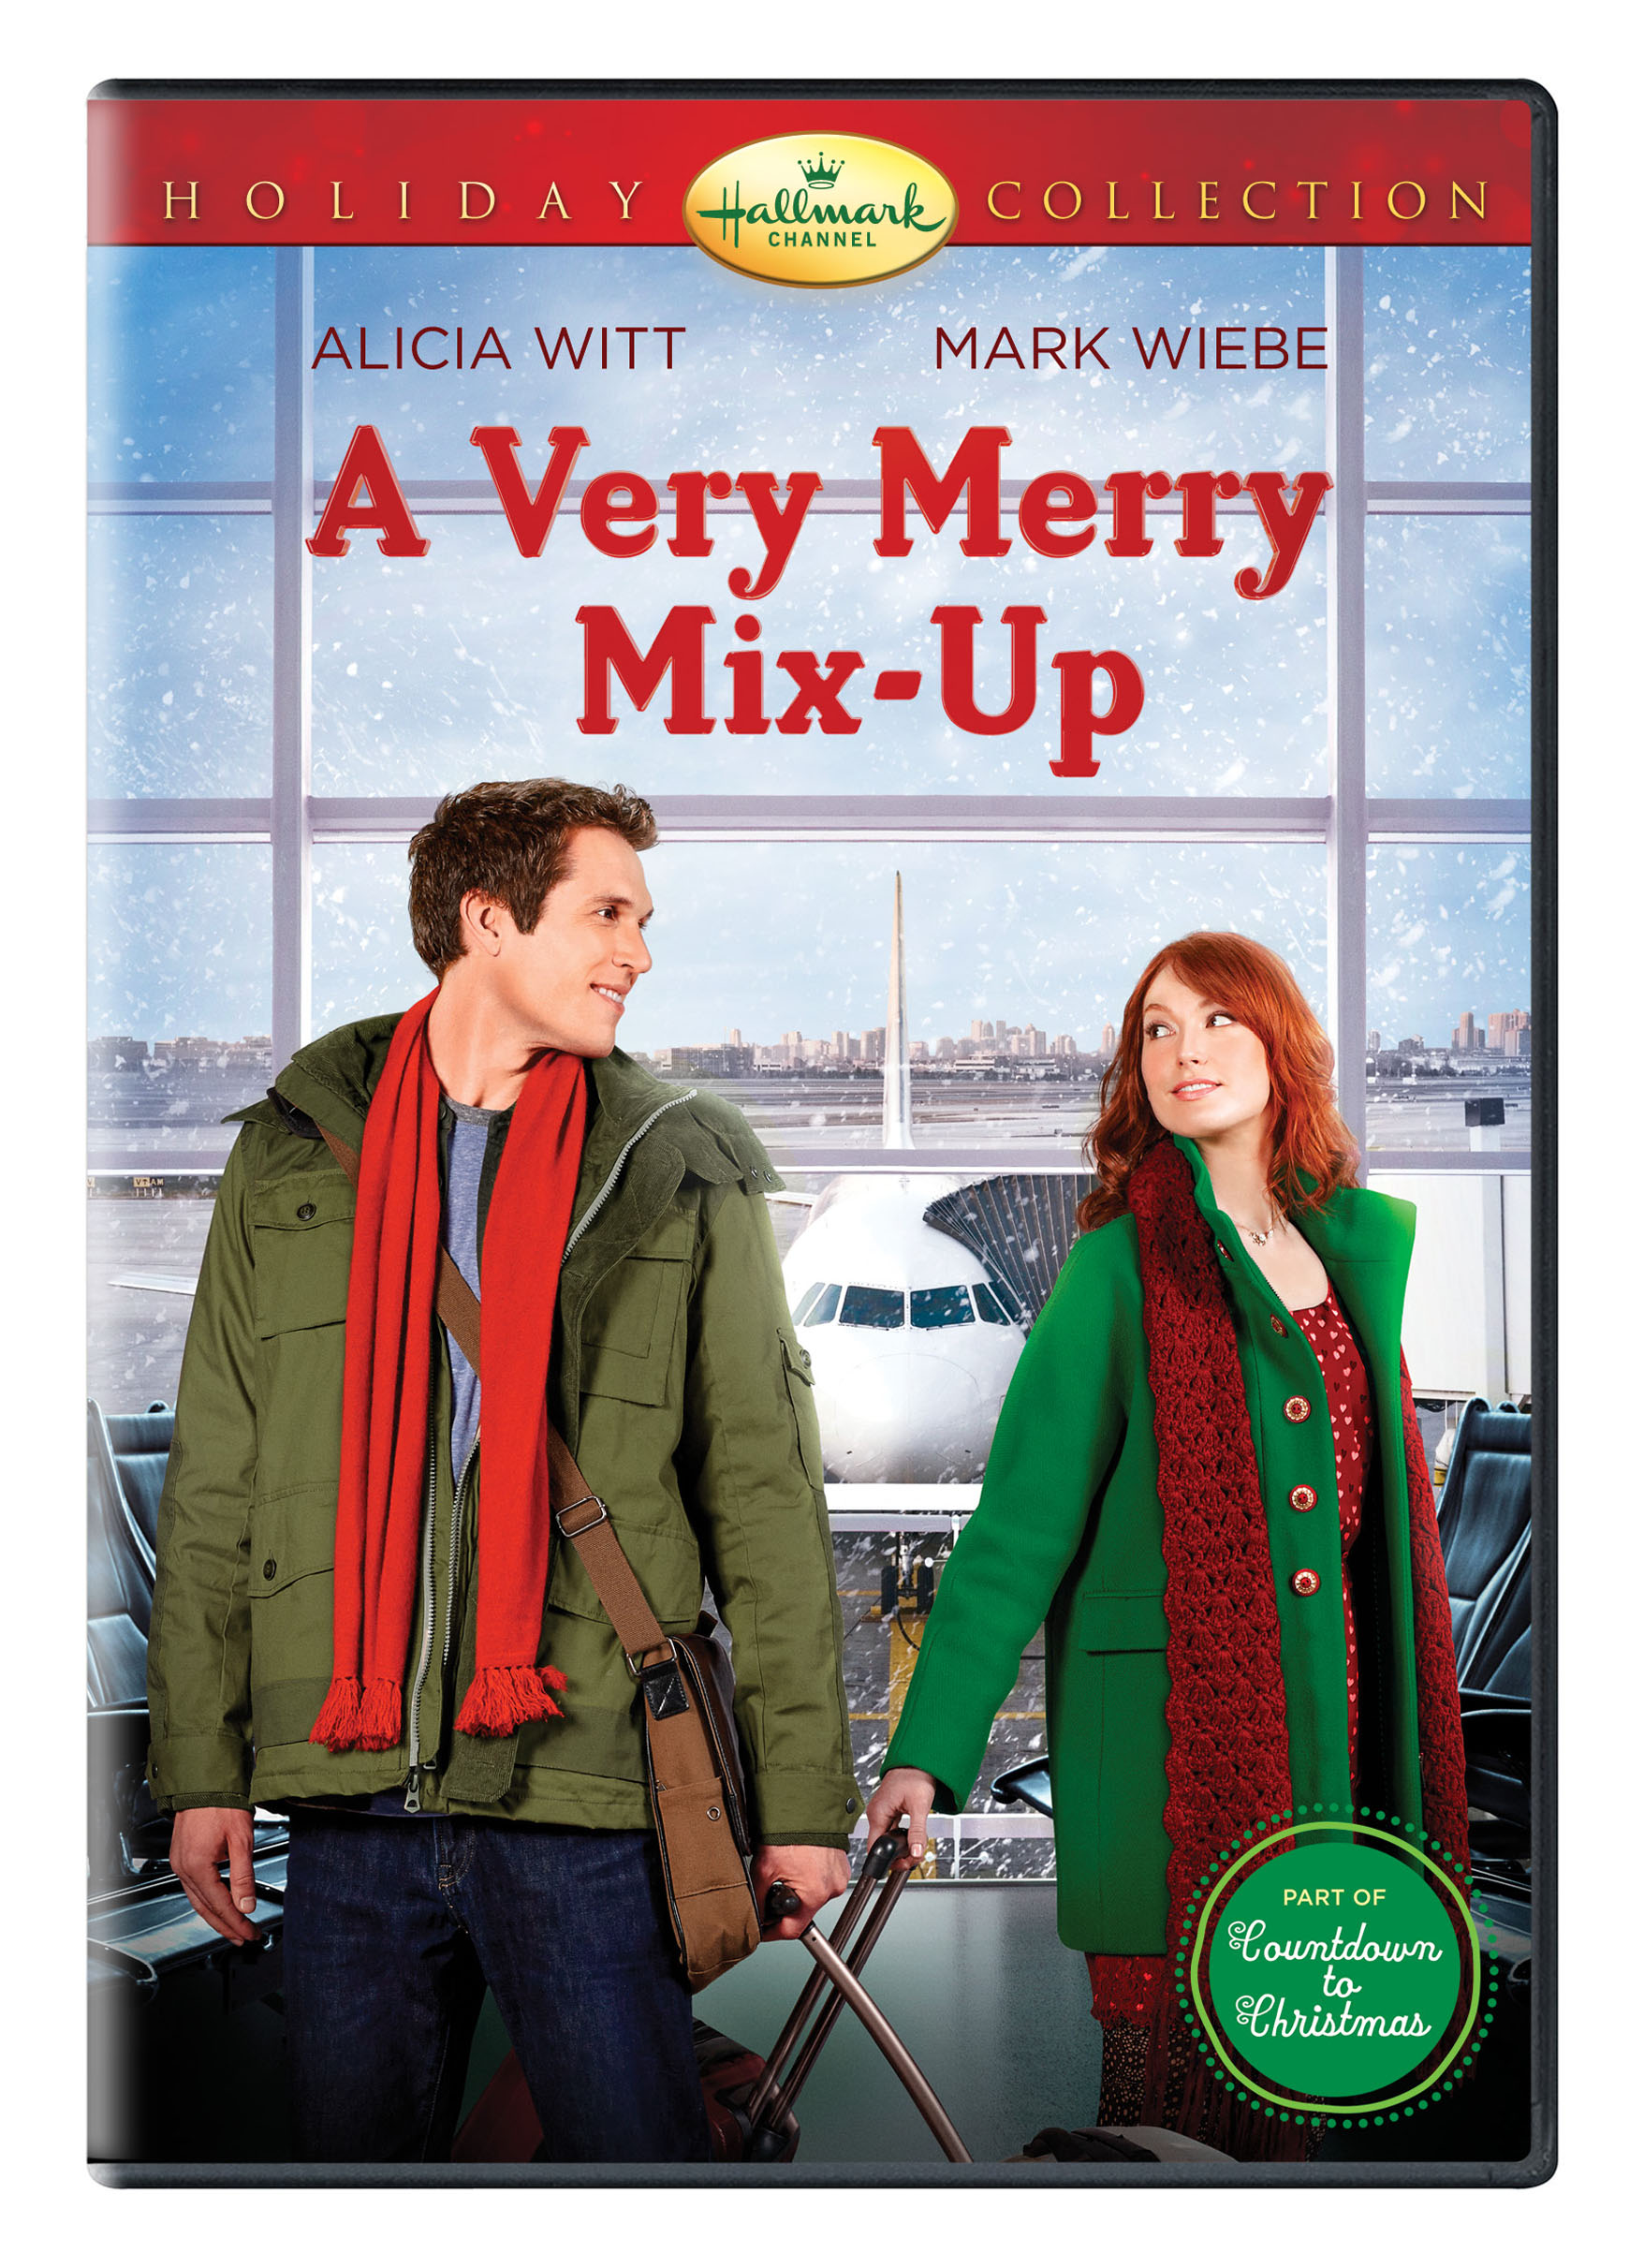 HOLIDAY Hallmark COLLECTION
CHANNEL
ALICIA WITT MARK WIEBE
A Very Merry
Mix-Up
PART OF
Countdown
to
Christmas